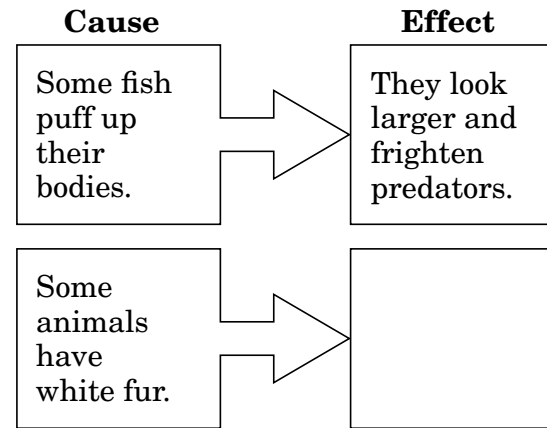 Cause
Effect
Some fish
puff up
their
bodies.
They look
larger and
frighten
predators.
Some
animals
have
white fur.